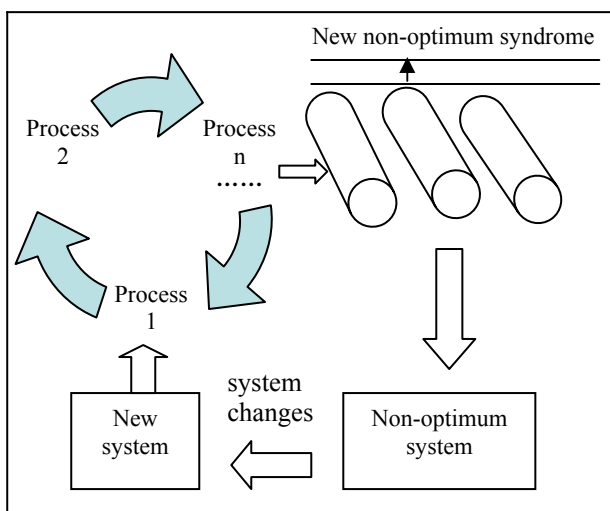 New non-optimum syndrome
Process
2
Process
n
......
Process
1
system
changes
New
system
Non-optimum
system